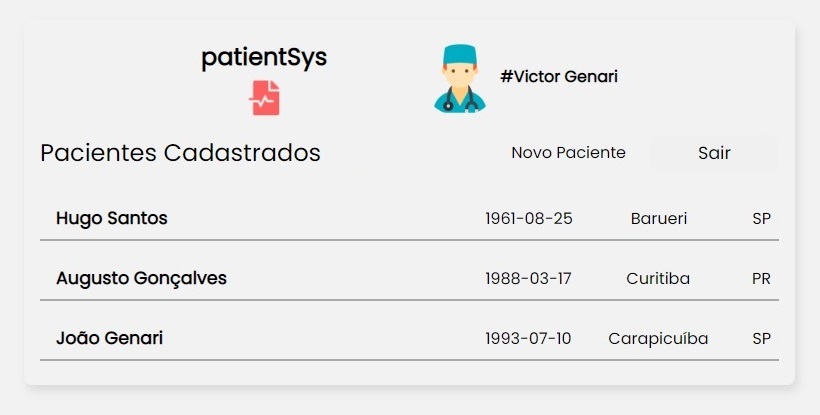 patientSys
#Victor Genari
Pacientes Cadastrados Novo Paciente Sair
Hugo Santos 1961-08-25 Barueri SP
Augusto Gonçalves 1988-03-17 Curitiba PR
João Genari 1993-07-10 Carapicuíba SP